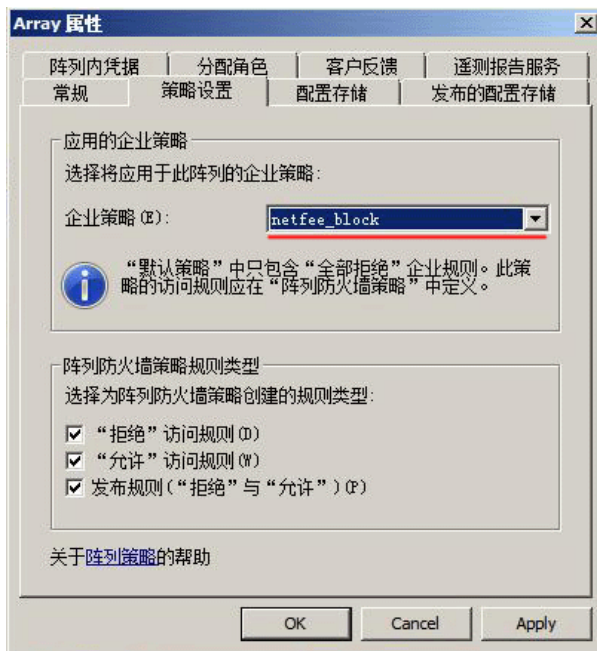 Array 属性
阵列内凭据 分配角色 客户反馈 遥测报告服务
常规 策略设置 配置存储 发布的配置存储
应用的企业策略
选择将应用于此阵列的企业策略:
企业策略(E): netfee_block
“默认策略”中只包含“全部拒绝”企业规则。此策
略的访问规则应在“阵列防火墙策略”中定义。
阵列防火墙策略规则类型
选择为阵列防火墙策略创建的规则类型:
“拒绝”访问规则(D)
“允许”访问规则(W)
发布规则(“拒绝”与“允许”)(P)
关于阵列策略的帮助
OK Cancel Apply